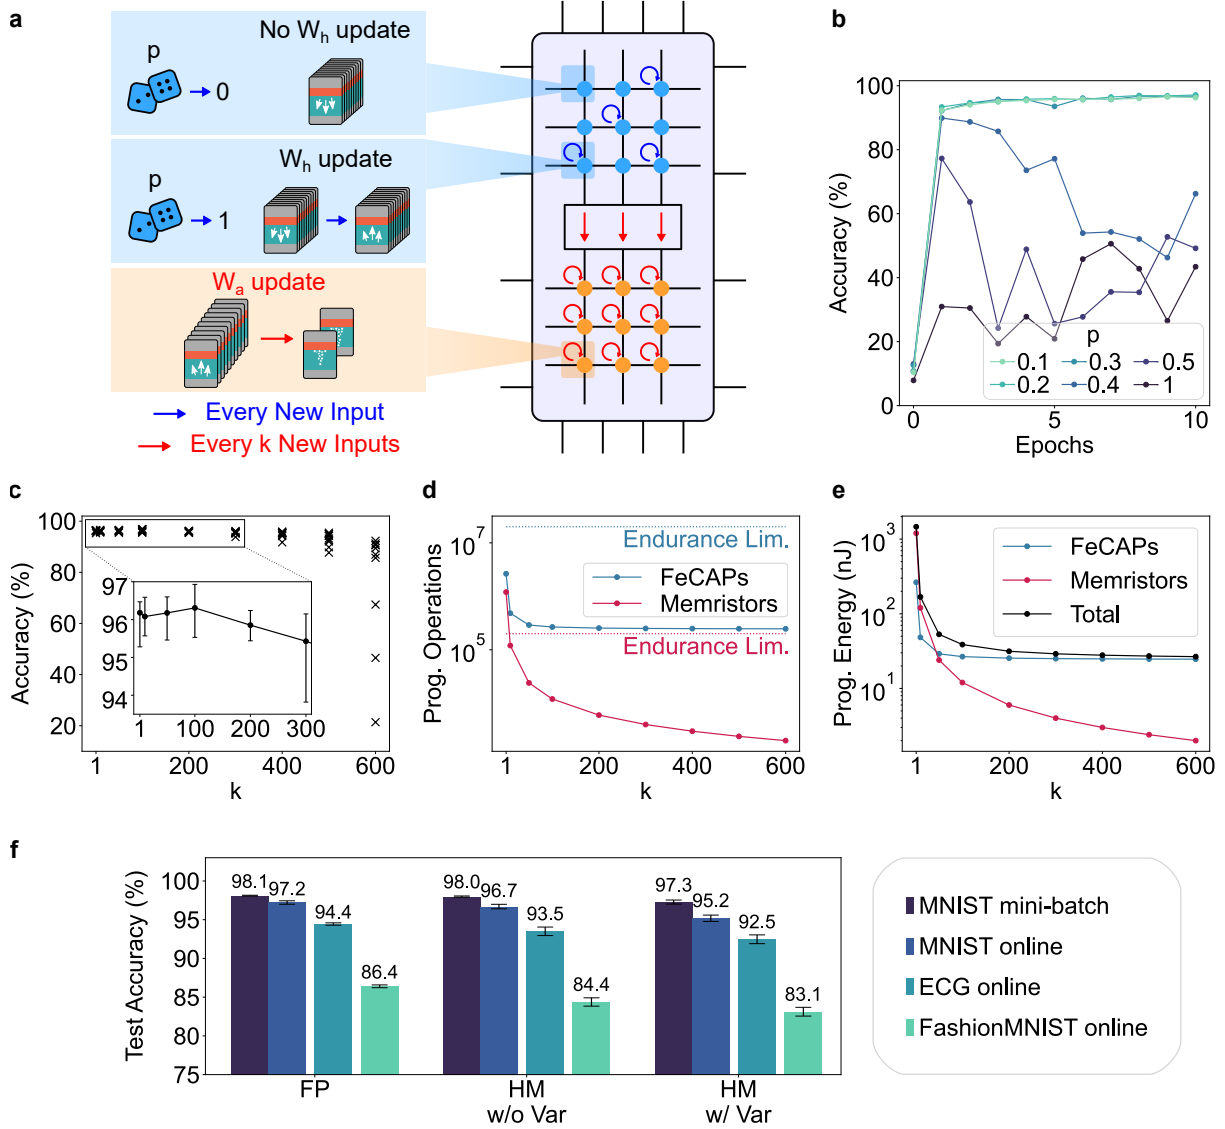 a
No Wh update
p
0
Wh update
p
1
Wa update
Every New Input
Every k New Inputs
b
Accuracy (%)
100
80
60
40
20
0
p
0.1
0.3
0.5
0.2
0.4
1
0
5
10
Epochs
c
Accuracy (%)
100
80
60
40
20
97
96
95
94
1
100
200
300
1
200
400
600
k
d
Prog. Operations
10^7
10^5
Endurance Lim.
FeCAPs
Memristors
Endurance Lim.
1
200
400
600
k
e
Prog. Energy (nJ)
10^3
10^2
10^1
FeCAPs
Memristors
Total
1
200
400
600
k
f
Test Accuracy (%)
100
95
90
85
80
75
98.1
97.2
94.4
86.4
98.0
96.7
93.5
84.4
97.3
95.2
92.5
83.1
FP
HM
w/o Var
HM
w/ Var
MNIST mini-batch
MNIST online
ECG online
FashionMNIST online